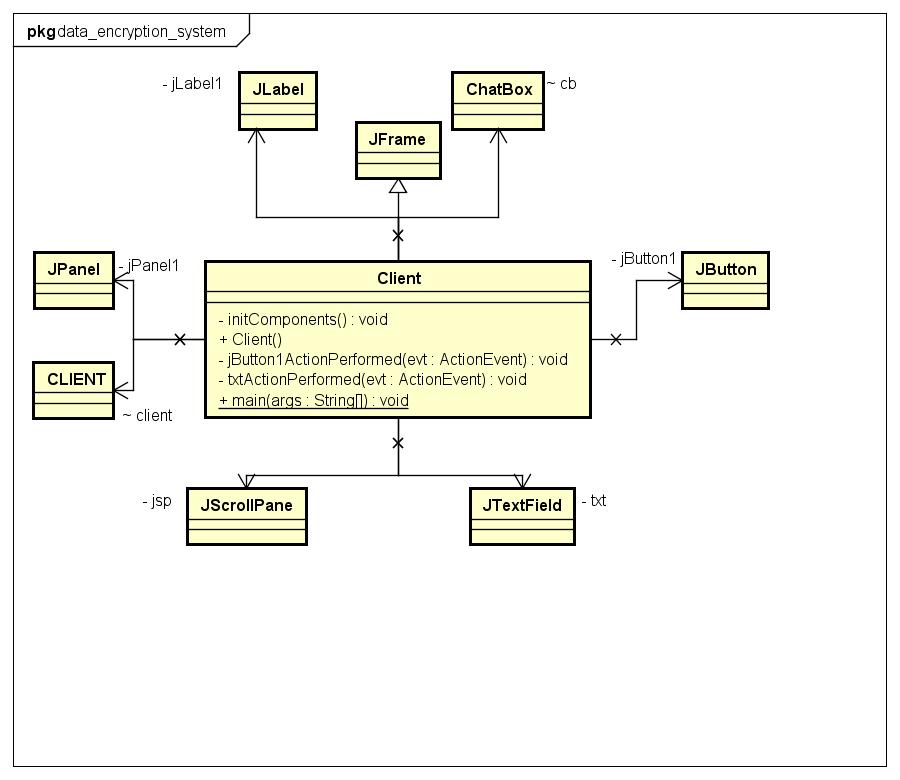 pkg data_encryption_system
- jLabel1
JLabel
ChatBox
~ cb
JFrame
JPanel
- jPanel1
- jButton1
JButton
Client
- initComponents() : void
+ Client()
- jButton1ActionPerformed(evt : ActionEvent) : void
- txtActionPerformed(evt : ActionEvent) : void
+ main(args : String[]) : void
CLIENT
~ client
- jsp
JScrollPane
JTextField
- txt